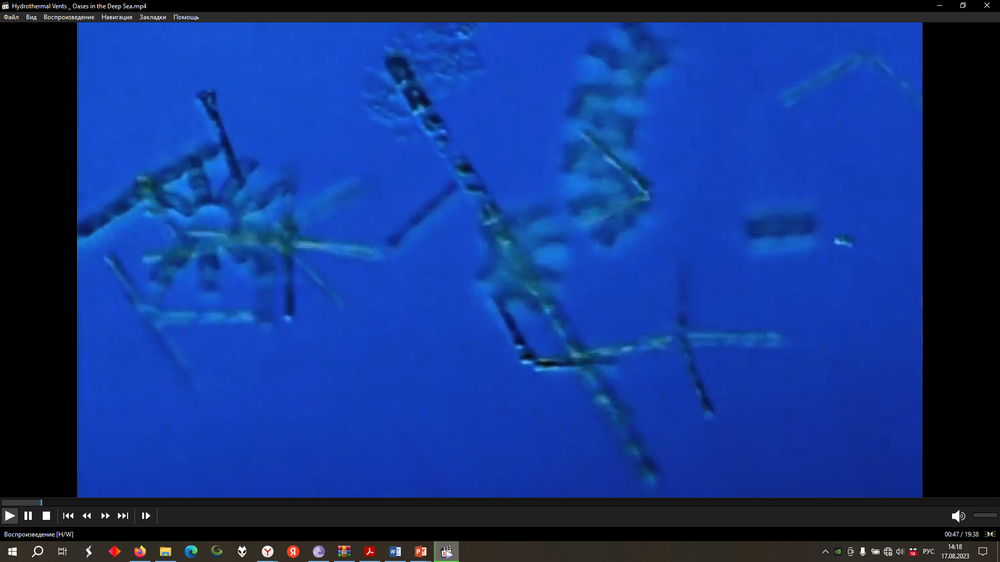 Hydrothermal Vents _ Oases in the Deep Sea.mp4
Файл Вид Воспроизведение Навигация Закладки Помощь
Воспроизведение [H/W]
00:47 / 19:38
РУС
14:18
17.08.2023
12